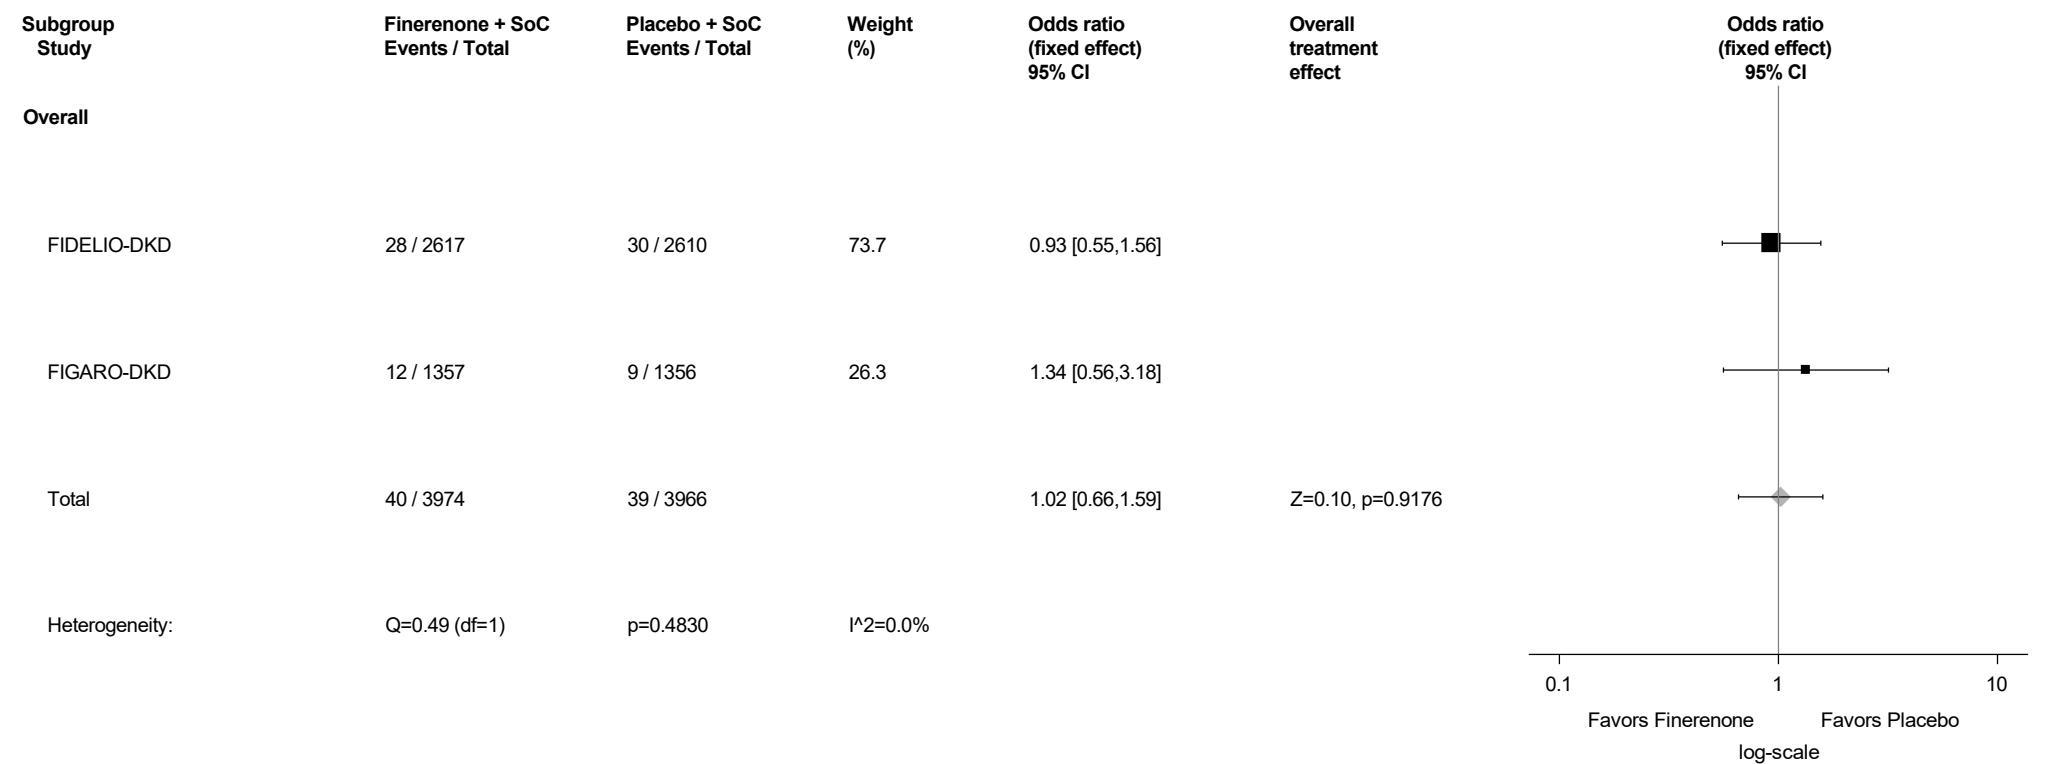 Subgroup Finerenone + SoC Placebo + SoC Weight Odds ratio Overall Odds ratio
Study Events / Total Events / Total (%) (fixed effect) treatment (fixed effect)
95% CI effect 95% CI
Overall
FIDELIO-DKD 28 / 2617 30 / 2610 73.7 0.93 [0.55,1.56]
FIGARO-DKD 12 / 1357 9 / 1356 26.3 1.34 [0.56,3.18]
Total 40 / 3974 39 / 3966 1.02 [0.66,1.59] Z=0.10, p=0.9176
Heterogeneity: Q=0.49 (df=1) p=0.4830 I^2=0.0%
0.1 1 10
Favors Finerenone Favors Placebo
log-scale